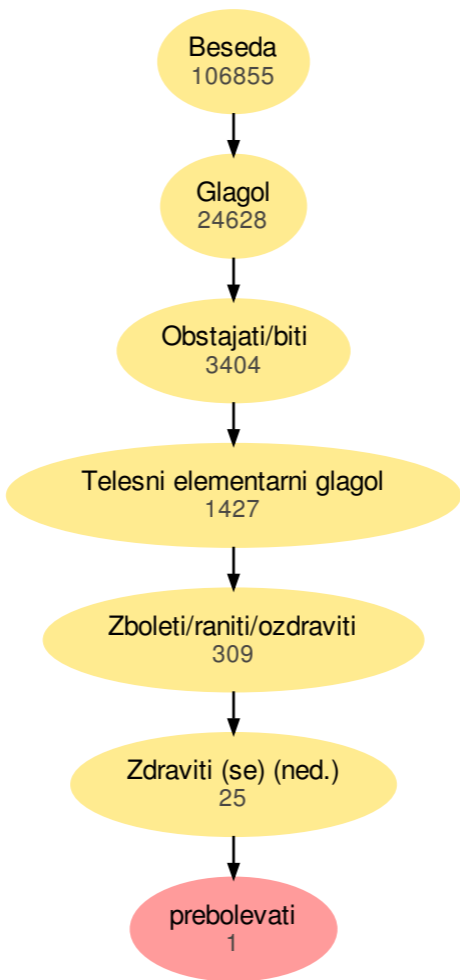 Beseda
106855
Glagol
24628
Obstajati/biti
3404
Telesni elementarni glagol
1427
Zboleti/raniti/ozdraviti
309
Zdraviti (se) (ned.)
25
prebolevati
1